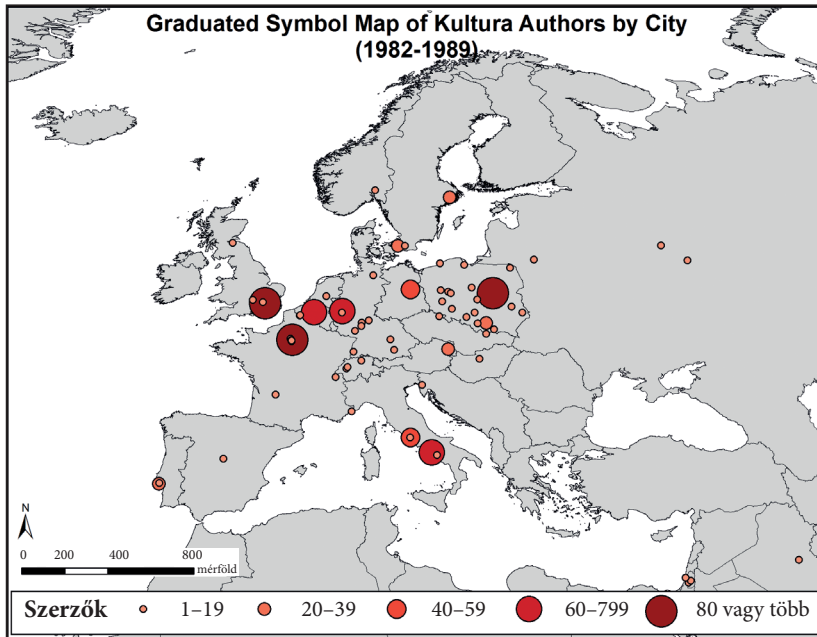 Graduated Symbol Map of Kultura Authors by City
(1982-1989)
N
0 200 400 800
mérföld
Szerzők 1–19 20–39 40–59 60–799 80 vagy több